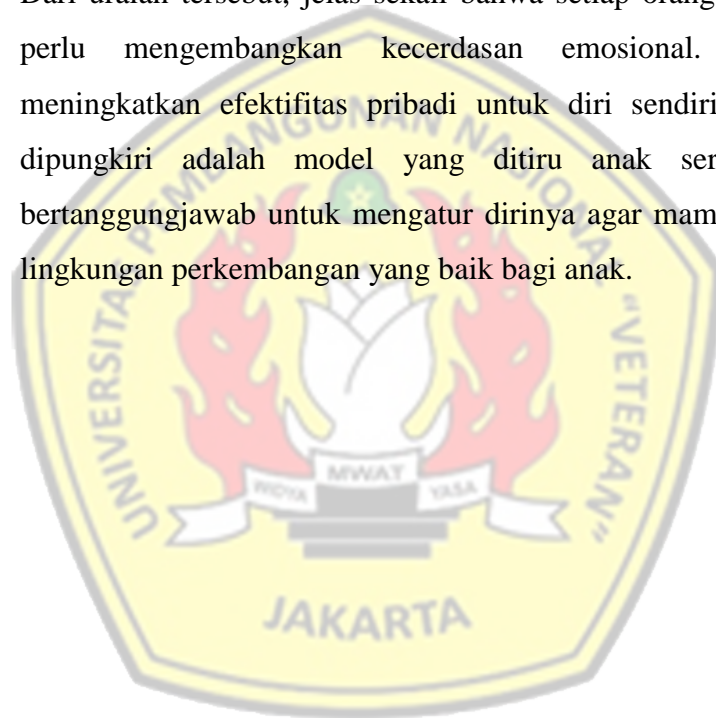 Dari uraian tersebut, jelas sekali bahwa setiap orang
perlu mengembangkan kecerdasan emosional.
meningkatkan efektifitas pribadi untuk diri sendiri
dipungkiri adalah model yang ditiru anak ser
bertanggungjawab untuk mengatur dirinya agar mam
lingkungan perkembangan yang baik bagi anak.
UNIVERSITAS PEMBANGUNAN NASIONAL "VETERAN"
WIDYA MWAT YASA
JAKARTA